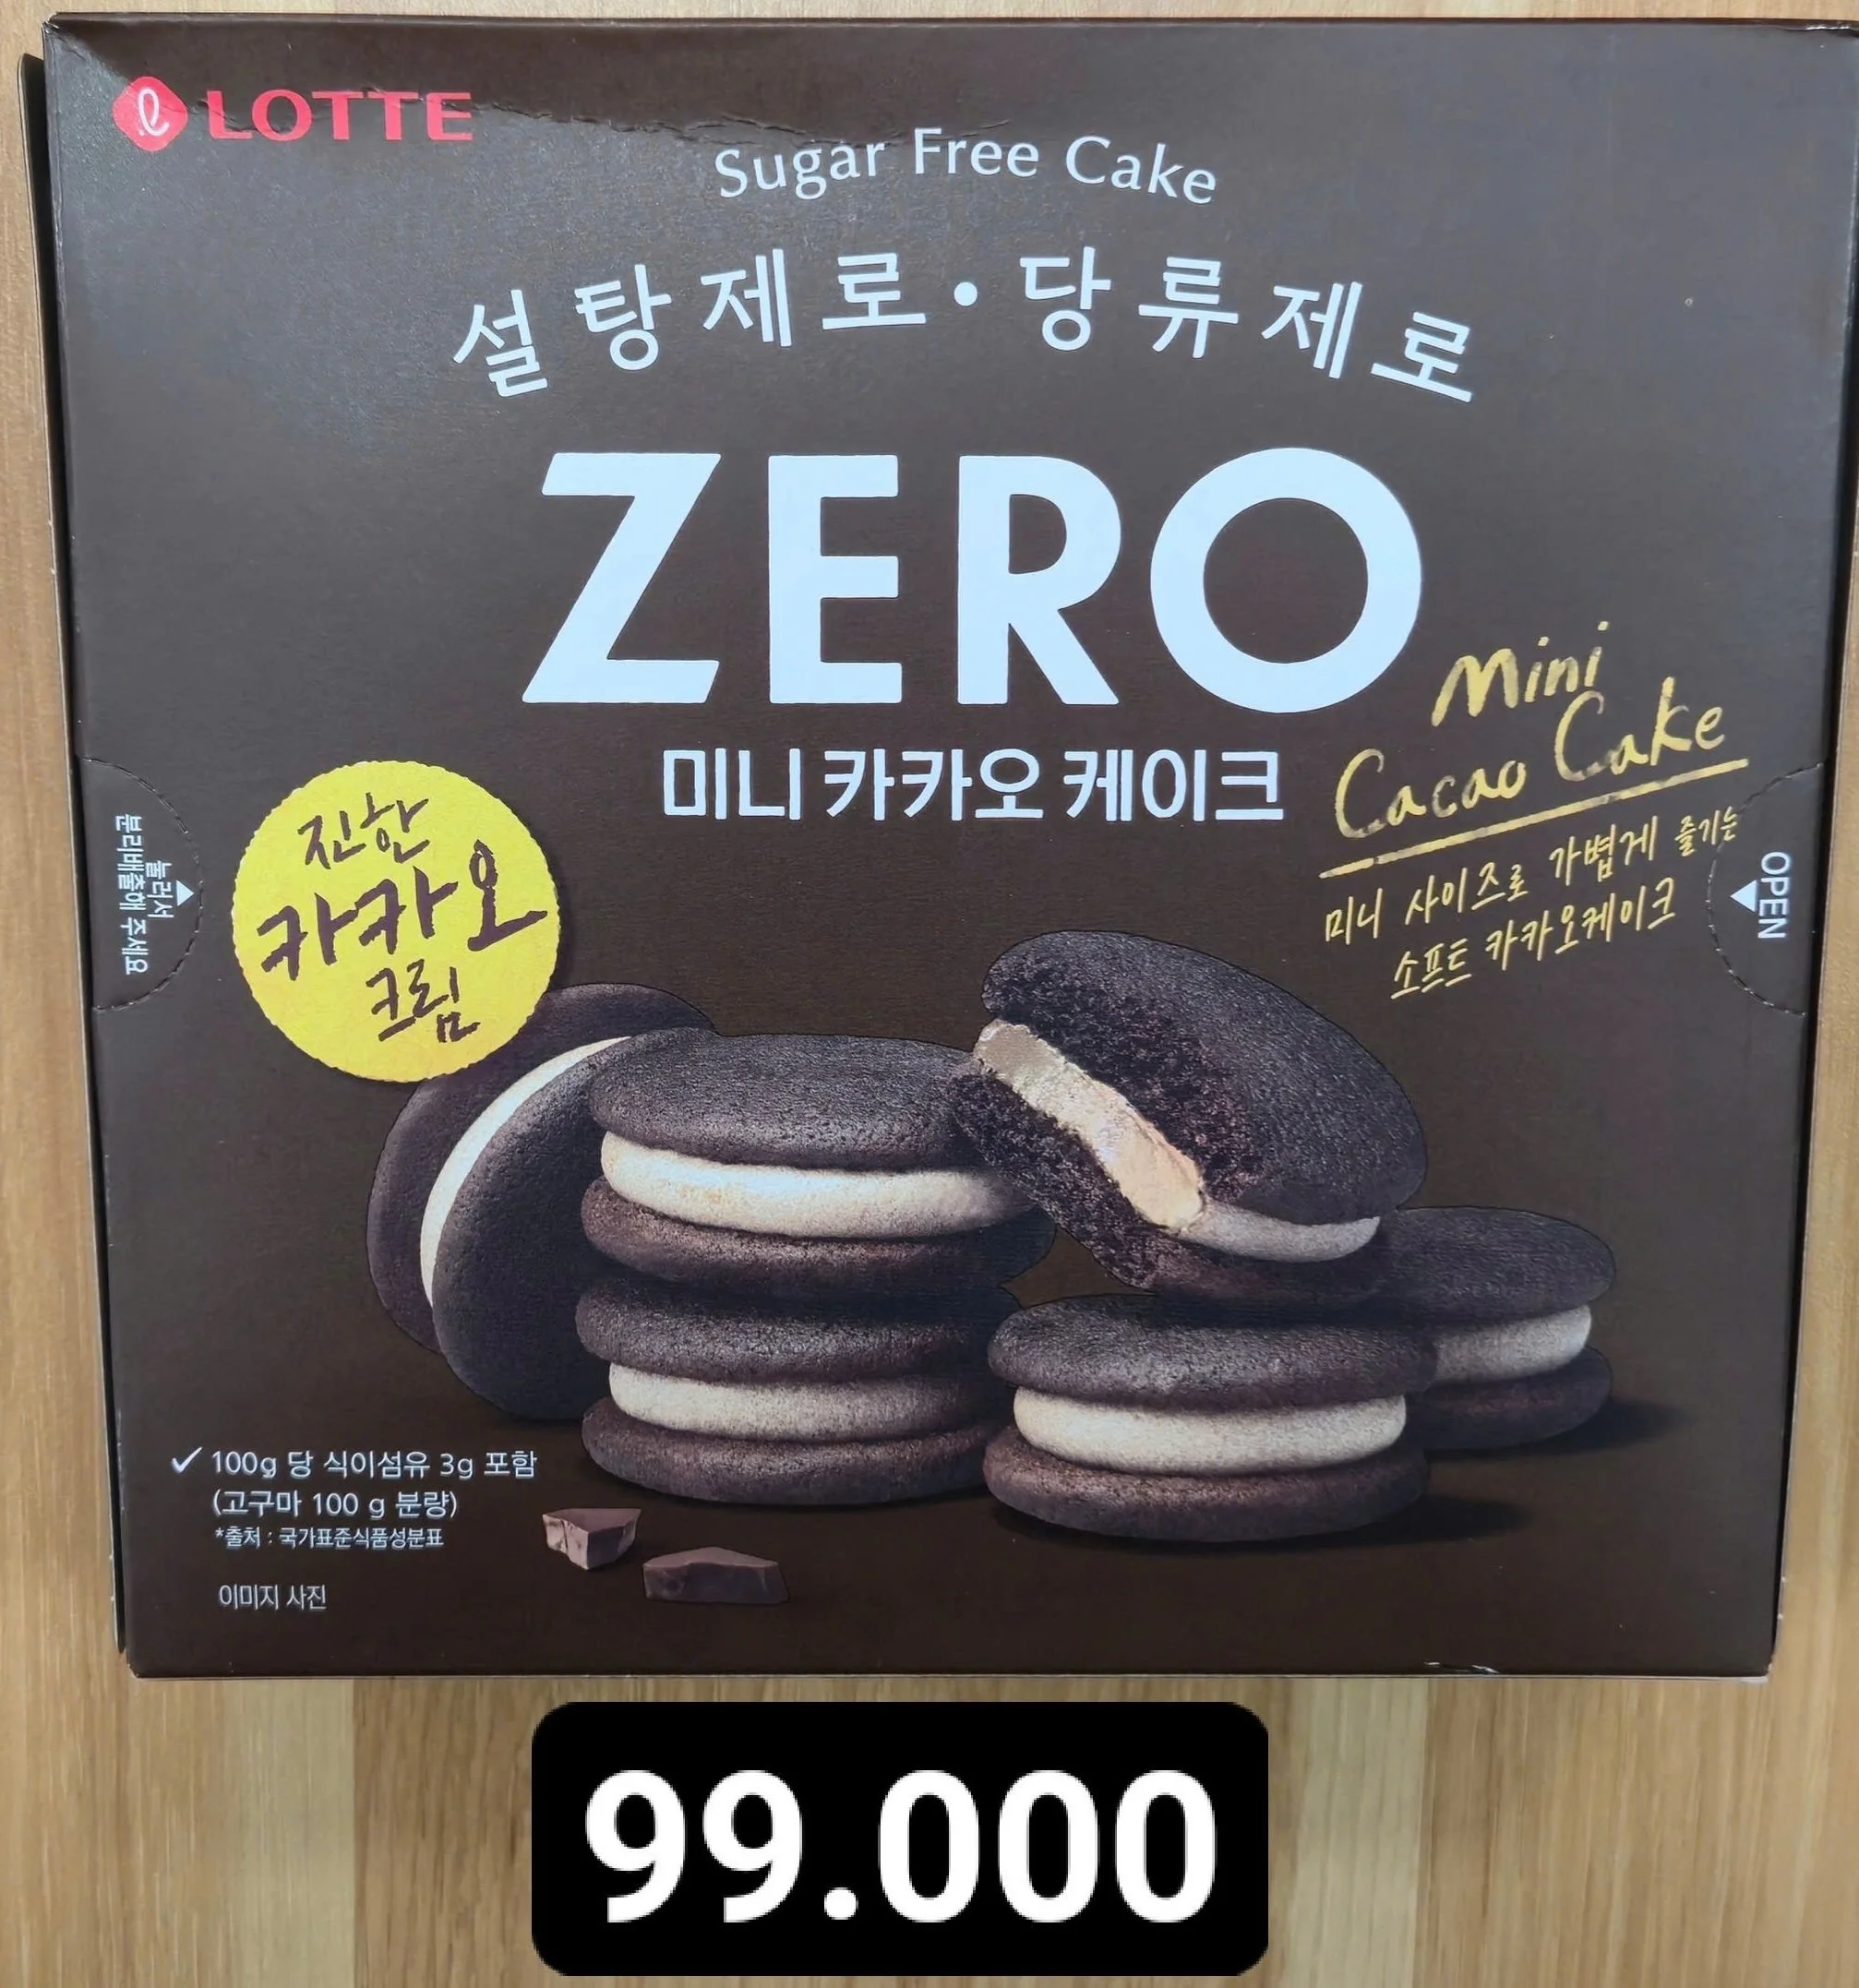 LOTTE
Sugar Free Cake
설탕제로•당류제로
ZERO
미니 카카오 케이크
Mini
Cacao Cake
미니 사이즈로 가볍게 즐기는
소프트 카카오케이크
진한
카카오
크림
눌러서
분리배출해 주세요
OPEN
✓ 100g 당 식이섬유 3g 포함
(고구마 100 g 분량)
*출처 : 국가표준식품성분표
이미지 사진
99.000